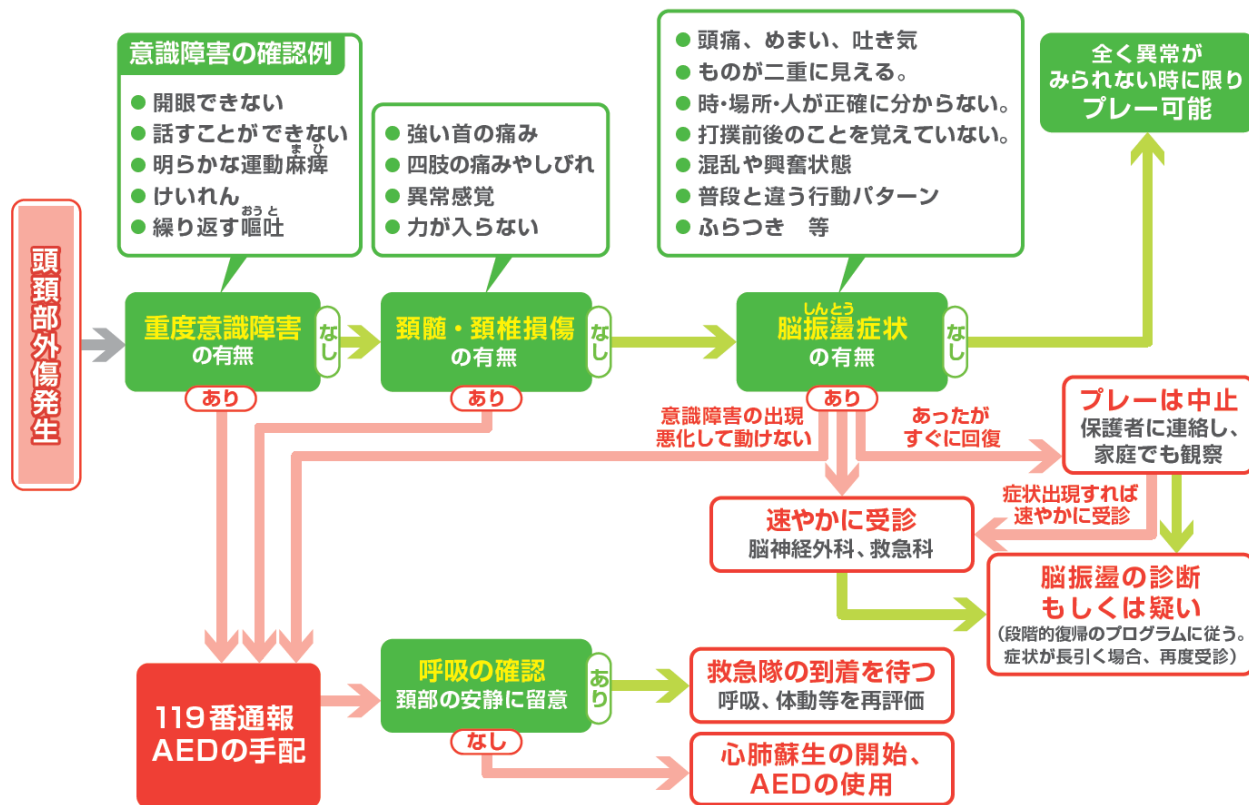 頭頚部外傷発生
意識障害の確認例
● 開眼できない
● 話すことができない
● 明らかな運動麻痺
まひ
● けいれん
● 繰り返す嘔吐
おうと
重度意識障害
の有無
なし
あり
● 強い首の痛み
● 四肢の痛みやしびれ
● 異常感覚
● 力が入らない
頚髄・頚椎損傷
の有無
なし
あり
● 頭痛、めまい、吐き気
● ものが二重に見える。
● 時・場所・人が正確に分からない。
● 打撲前後のことを覚えていない。
● 混乱や興奮状態
● 普段と違う行動パターン
● ふらつき 等
しんとう
脳振盪症状
の有無
なし
あり
全く異常が
みられない時に限り
プレー可能
意識障害の出現
悪化して動けない
あったが
すぐに回復
プレーは中止
保護者に連絡し、
家庭でも観察
症状出現すれば
速やかに受診
速やかに受診
脳神経外科、救急科
脳振盪の診断
もしくは疑い
(段階的復帰のプログラムに従う。
症状が長引く場合、再度受診)
119番通報
AEDの手配
呼吸の確認
頚部の安静に留意
あり
なし
救急隊の到着を待つ
呼吸、体動等を再評価
心肺蘇生の開始、
AEDの使用